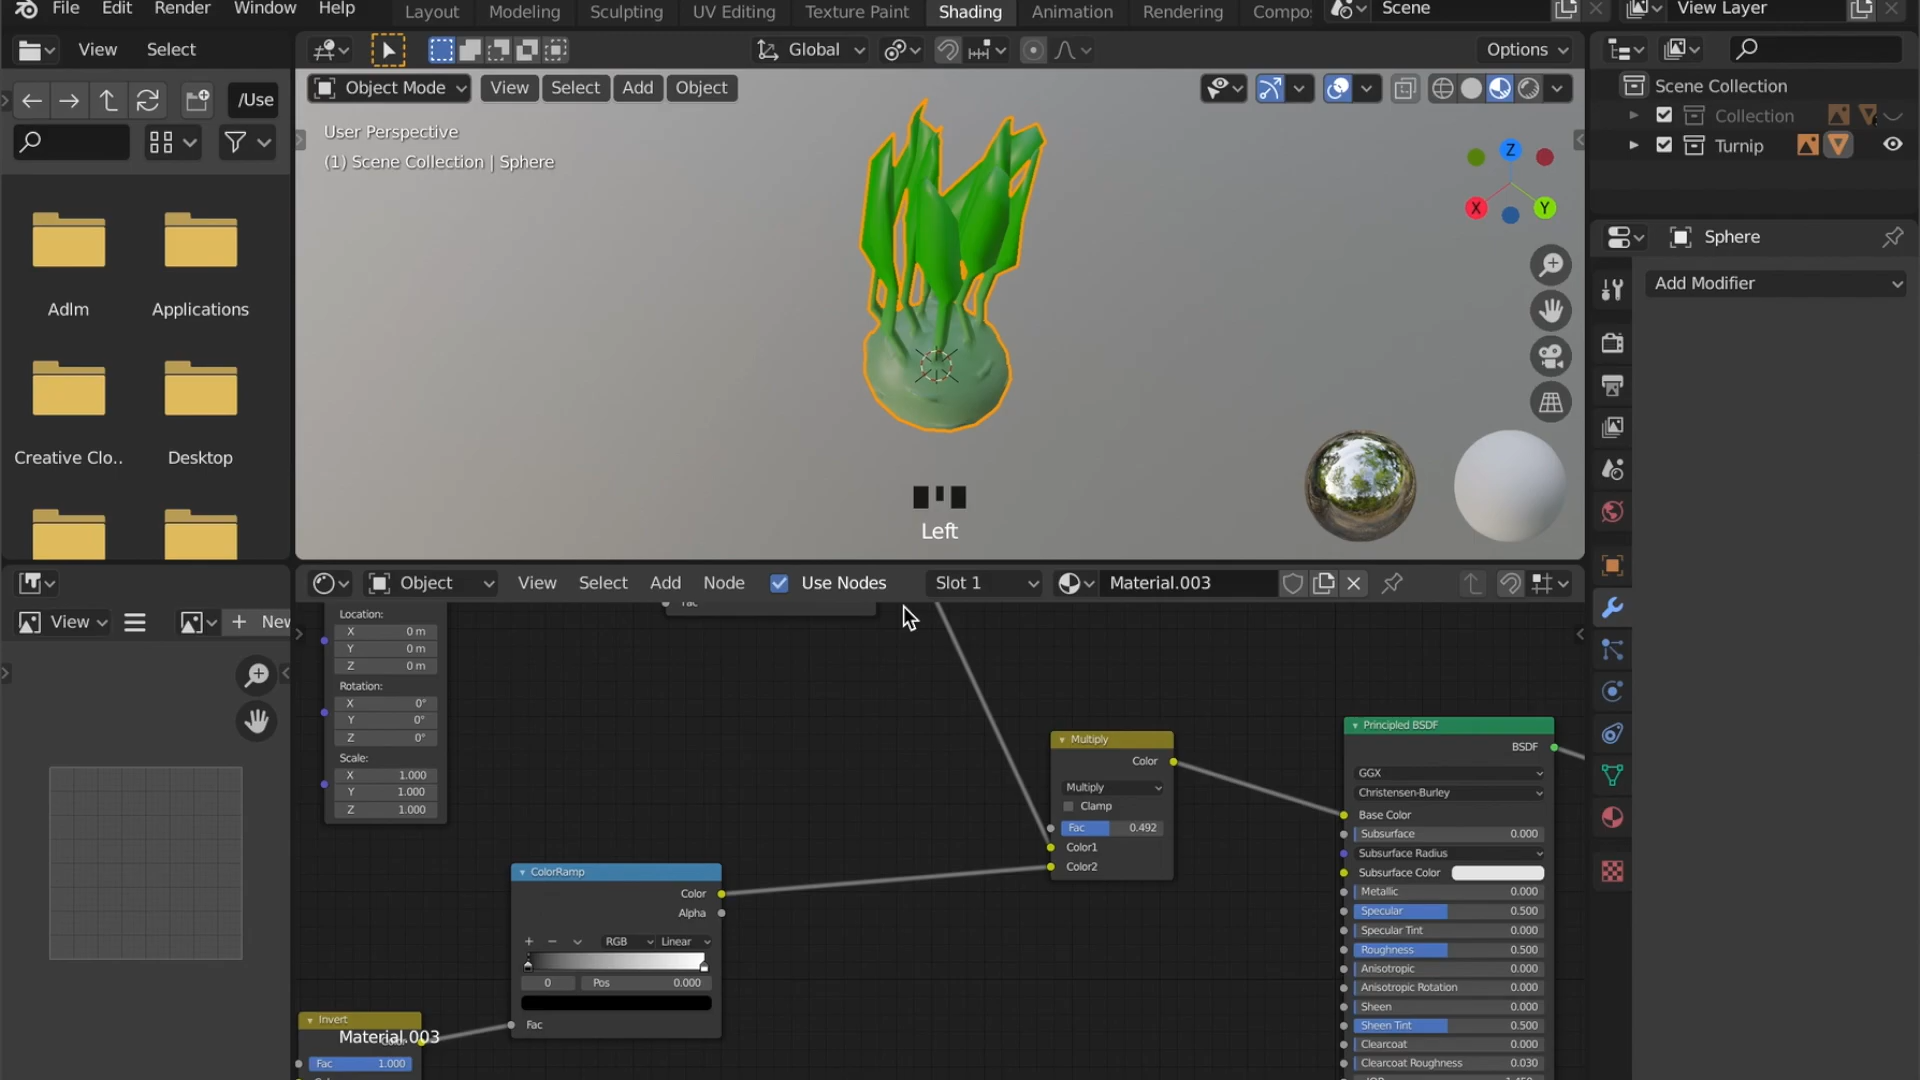 File Edit Render Window Help Layout Modeling Sculpting UV Editing Texture Paint Shading Animation Rendering Compo Scene View Layer
View Select Global Options
/Use Object Mode View Select Add Object
Scene Collection
Collection
Turnip
User Perspective
(1) Scene Collection | Sphere
Z
X
Y
Sphere
Add Modifier
Adlm
Applications
Creative Clo..
Desktop
Left
Object View Select Add Node Use Nodes Slot 1 Material.003
View New
Fac
Location:
X 0 m
Y 0 m
Z 0 m
Rotation:
X 0°
Y 0°
Z 0°
Scale:
X 1.000
Y 1.000
Z 1.000
ColorRamp
Color
Alpha
RGB Linear
0 Pos 0.000
Fac
Invert
Color
Fac 1.000
Material.003
Multiply
Color
Multiply
Clamp
Fac 0.492
Color1
Color2
Principled BSDF
BSDF
GGX
Christensen-Burley
Base Color
Subsurface 0.000
Subsurface Radius
Subsurface Color
Metallic 0.000
Specular 0.500
Specular Tint 0.000
Roughness 0.500
Anisotropic 0.000
Anisotropic Rotation 0.000
Sheen 0.000
Sheen Tint 0.500
Clearcoat 0.000
Clearcoat Roughness 0.030